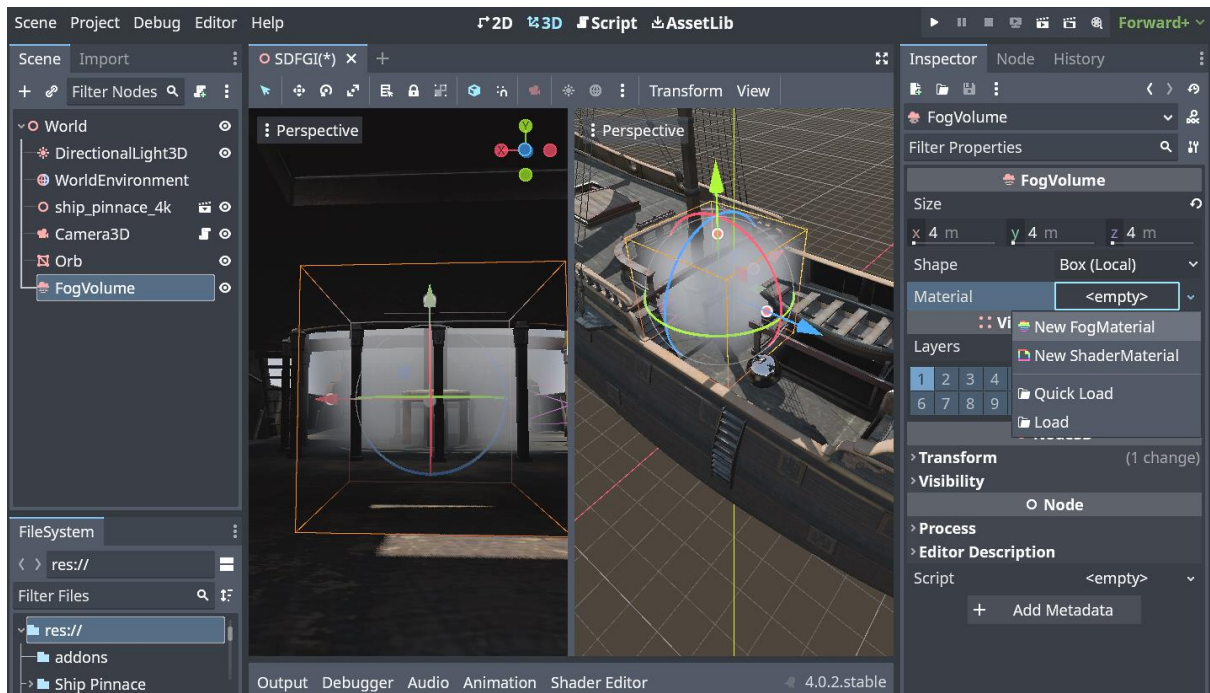 Scene Project Debug Editor Help
2D 3D Script AssetLib
Forward+
Scene Import
Filter Nodes
World
DirectionalLight3D
WorldEnvironment
ship_pinnace_4k
Camera3D
Orb
FogVolume
FileSystem
res://
Filter Files
res://
addons
Ship Pinnace
SDFGI(*)
Transform View
Perspective
X
Y
Perspective
Output Debugger Audio Animation Shader Editor
4.0.2.stable
Inspector Node History
FogVolume
Filter Properties
FogVolume
Size
x 4 m y 4 m z 4 m
Shape Box (Local)
Material <empty>
Vi
New FogMaterial
New ShaderMaterial
Quick Load
Load
Layers
1 2 3 4
6 7 8 9
Transform (1 change)
Visibility
Node
Process
Editor Description
Script <empty>
Add Metadata